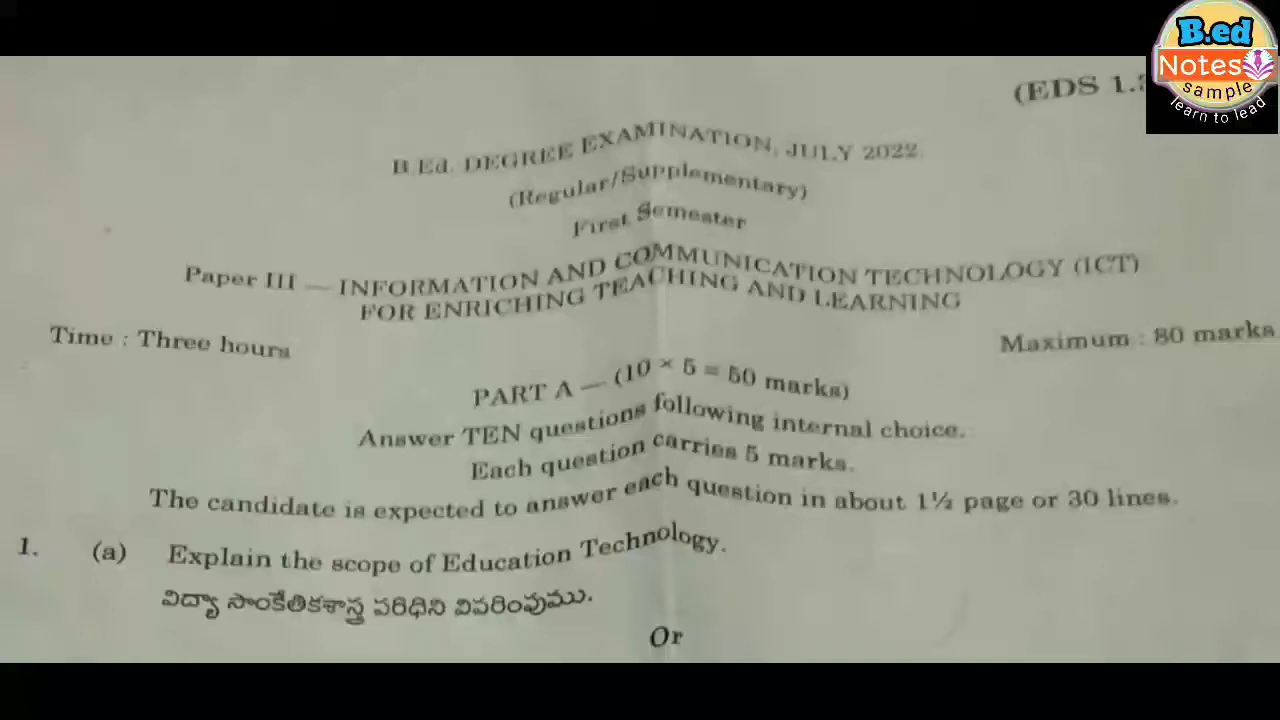 B.ed
Notes
sample
learn to lead
(EDS 1.
B.Ed. DEGREE EXAMINATION, JULY 2022.
(Regular/Supplementary)
First Semester
Paper III — INFORMATION AND COMMUNICATION TECHNOLOGY (ICT)
FOR ENRICHING TEACHING AND LEARNING
Time : Three hours
Maximum : 80 marks
PART A — (10 × 5 = 50 marks)
Answer TEN questions following internal choice.
Each question carries 5 marks.
The candidate is expected to answer each question in about 1½ page or 30 lines.
1. (a) Explain the scope of Education Technology.
విద్యా సాంకేతికశాస్త్ర పరిధిని వివరింపుము.
Or